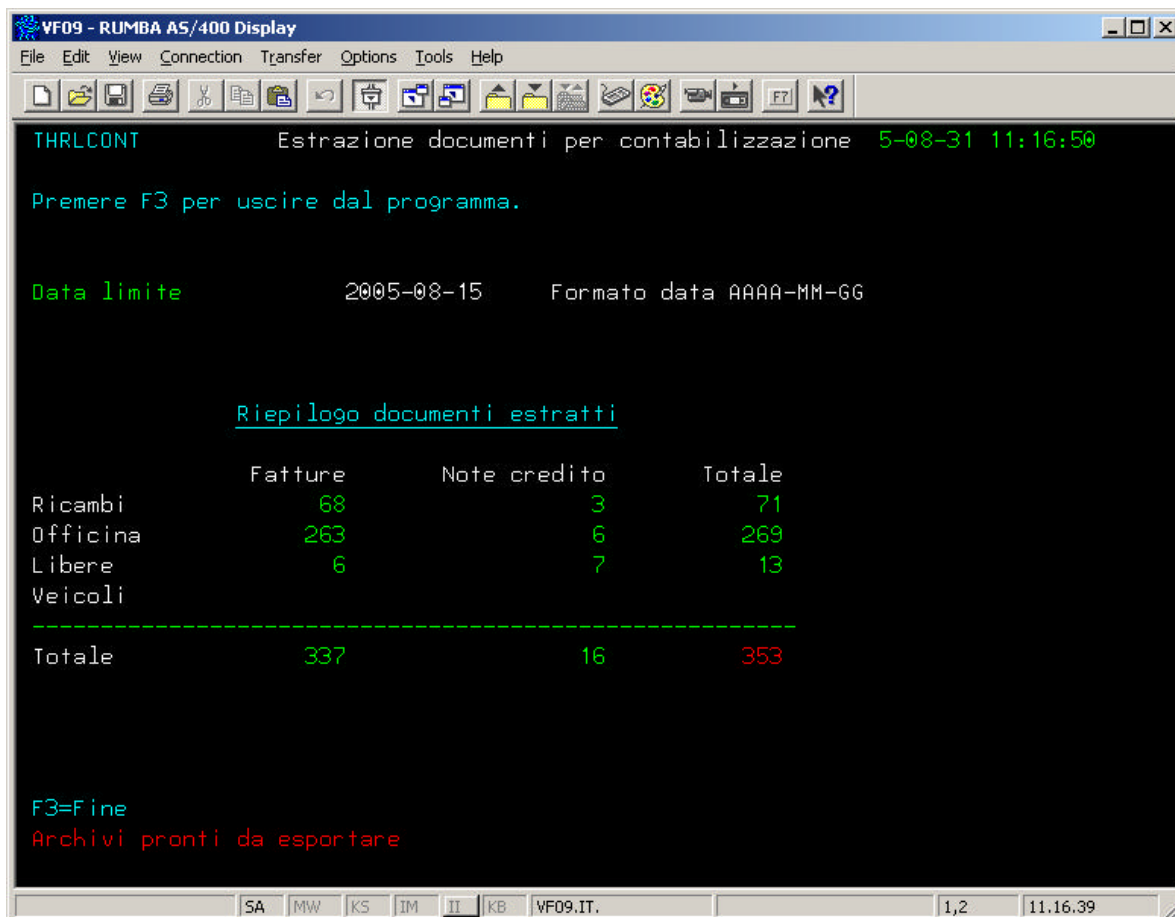 VF09 - RUMBA AS/400 Display
File Edit View Connection Transfer Options Tools Help
F?
THRLCONT Estrazione documenti per contabilizzazione 5-08-31 11:16:50
Premere F3 per uscire dal programma.
Data limite 2005-08-15 Formato data AAAA-MM-GG
Riepilogo documenti estratti
Fatture Note credito Totale
Ricambi 68 3 71
Officina 263 6 269
Libere 6 7 13
Veicoli
Totale 337 16 353
F3=Fine
Archivi pronti da esportare
SA MW KS IM II KB VF09.IT. 1,2 11.16.39